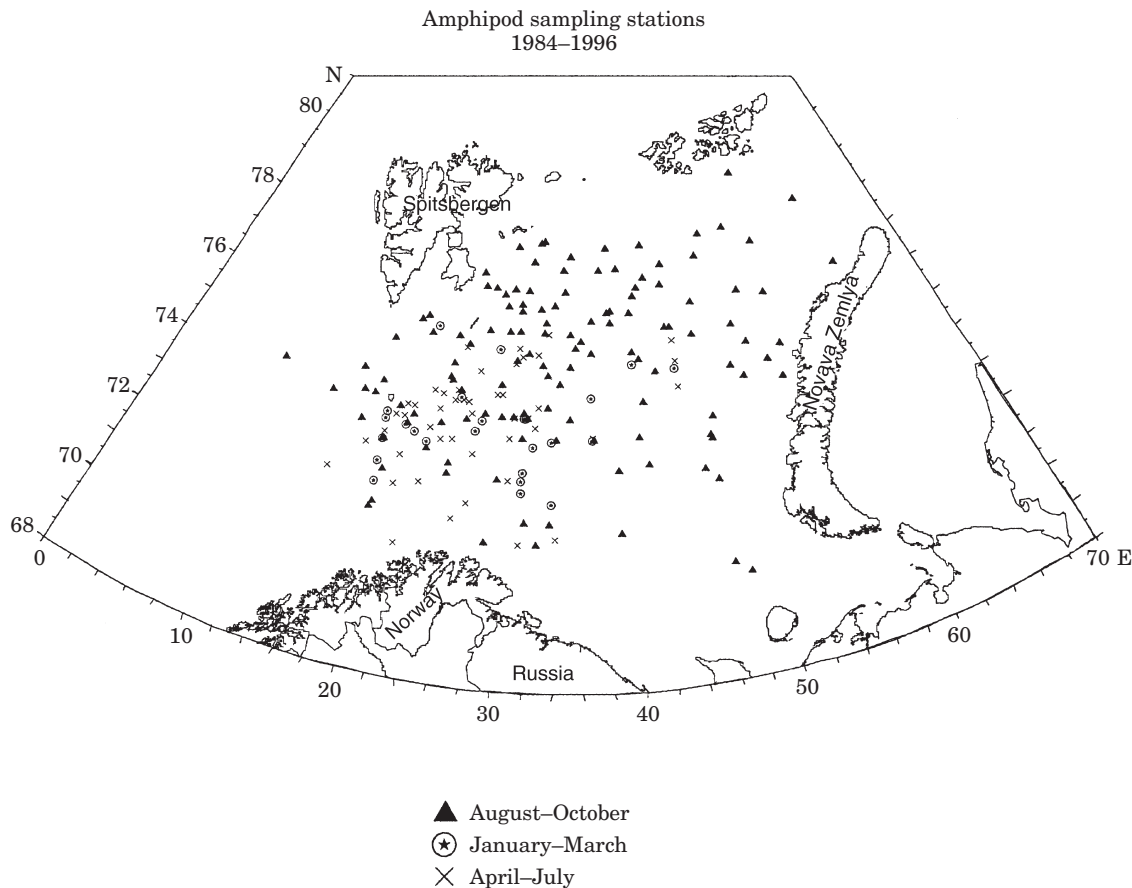 Amphipod sampling stations
1984–1996
N
80
78
76
74
72
70
68
0
10
20
30
40
50
60
70 E
Spitsbergen
Novaya Zemlya
Norway
Russia
August–October
January–March
April–July